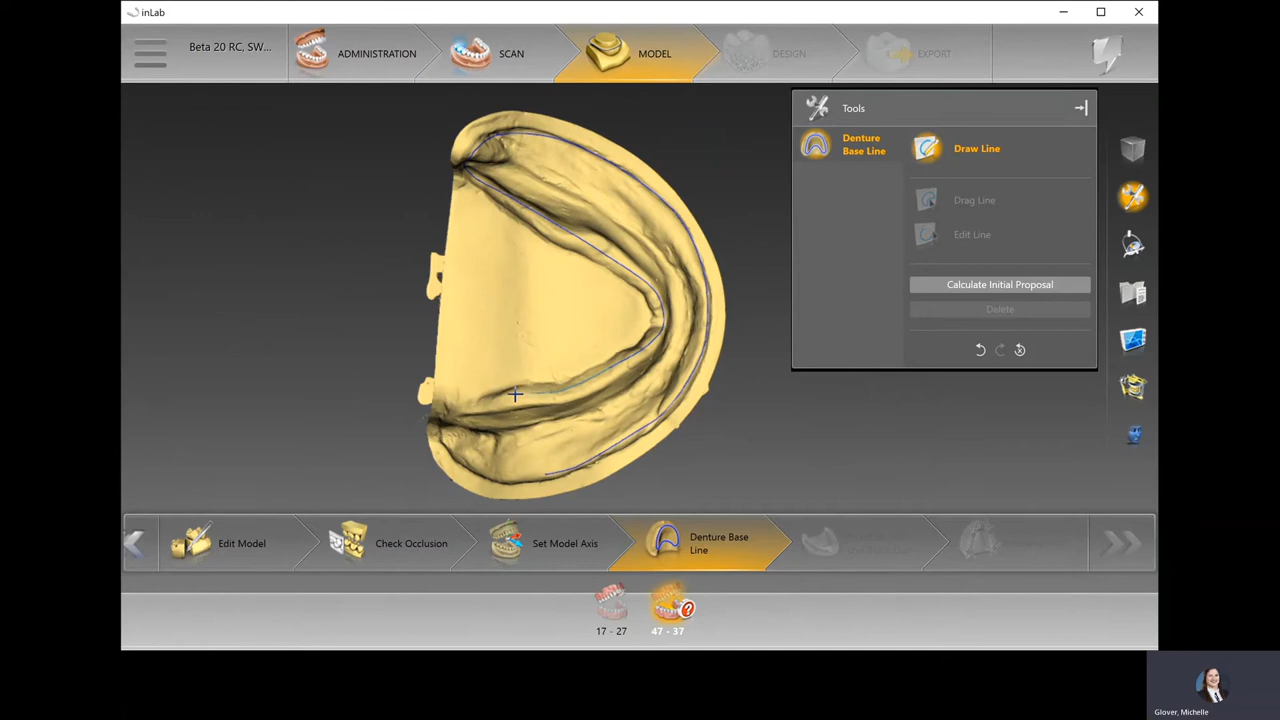 inLab
Beta 20 RC, SW...
ADMINISTRATION
SCAN
MODEL
DESIGN
EXPORT
Tools
Denture
Base Line
Draw Line
Drag Line
Edit Line
Calculate Initial Proposal
Delete
Edit Model
Check Occlusion
Set Model Axis
Denture Base
Line
17 - 27
47 - 37
Glover, Michelle